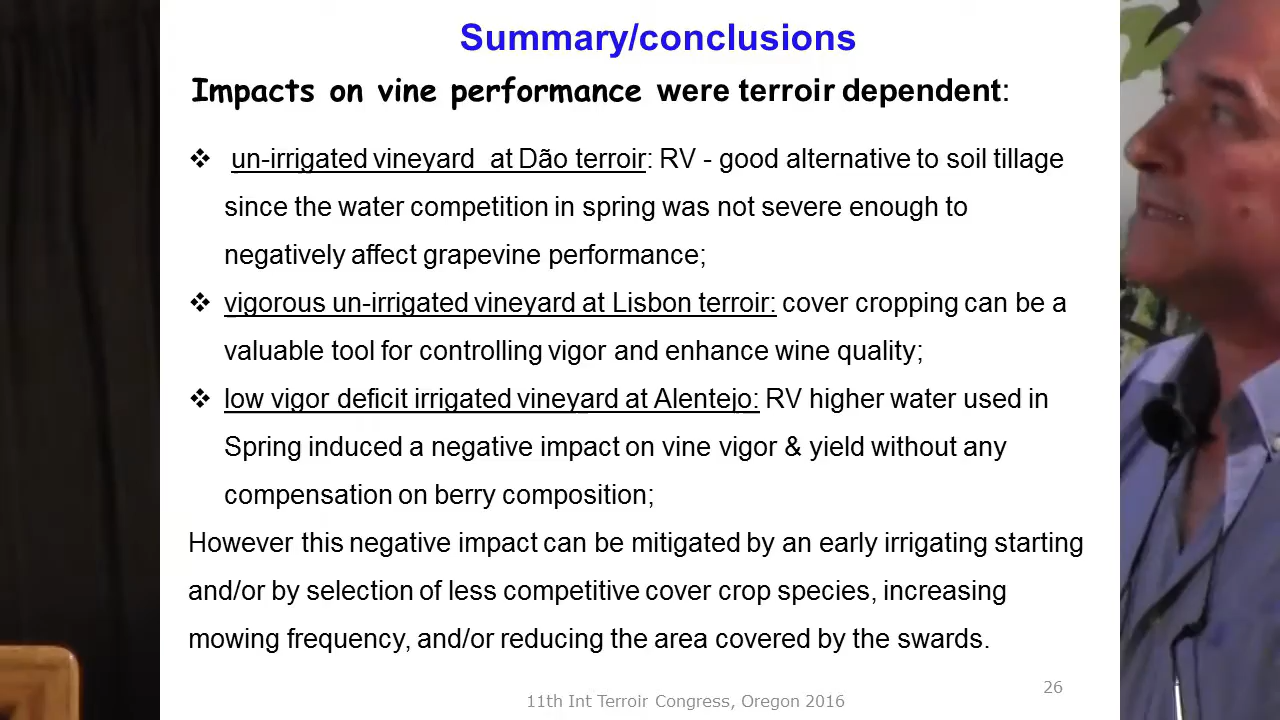 Summary/conclusions
Impacts on vine performance were terroir dependent:
❖ un-irrigated vineyard at Dão terroir: RV - good alternative to soil tillage
since the water competition in spring was not severe enough to
negatively affect grapevine performance;
❖ vigorous un-irrigated vineyard at Lisbon terroir: cover cropping can be a
valuable tool for controlling vigor and enhance wine quality;
❖ low vigor deficit irrigated vineyard at Alentejo: RV higher water used in
Spring induced a negative impact on vine vigor & yield without any
compensation on berry composition;
However this negative impact can be mitigated by an early irrigating starting
and/or by selection of less competitive cover crop species, increasing
mowing frequency, and/or reducing the area covered by the swards.
26
11th Int Terroir Congress, Oregon 2016